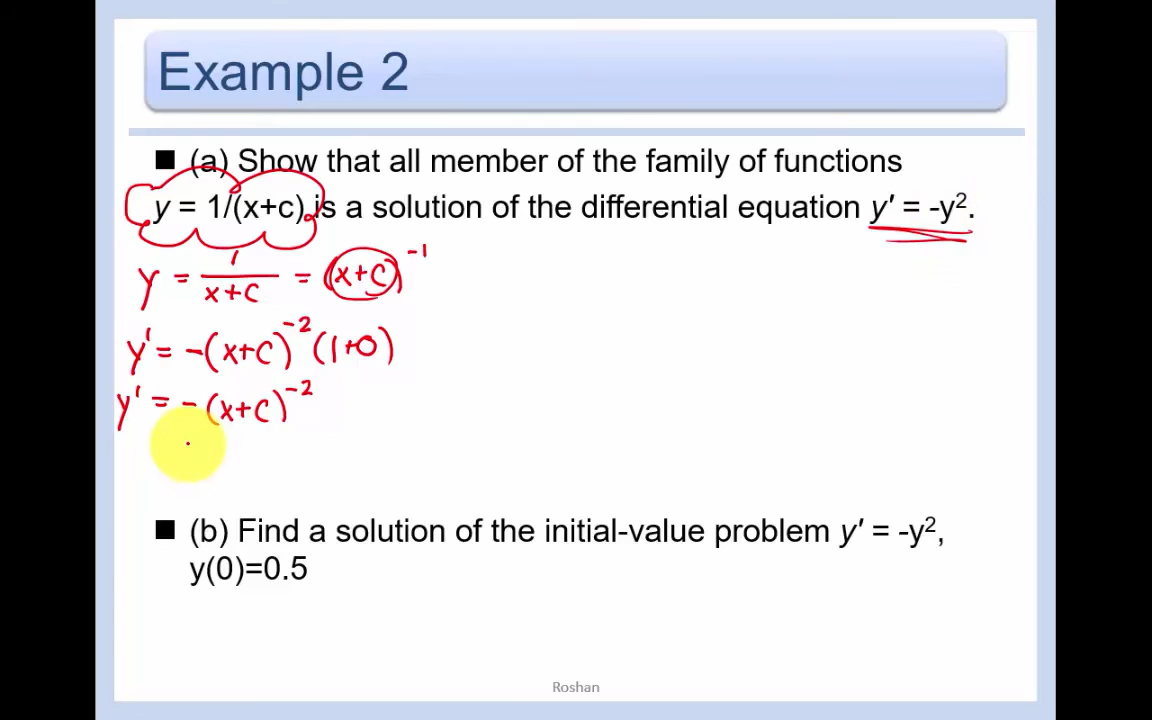 Example 2
(a) Show that all member of the family of functions
y = 1/(x+c) is a solution of the differential equation y' = -y².
y = 1/(x+c) = (x+c)⁻¹
y' = -(x+c)⁻²(1+0)
y' = -(x+c)⁻²
(b) Find a solution of the initial-value problem y' = -y²,
y(0)=0.5
Roshan